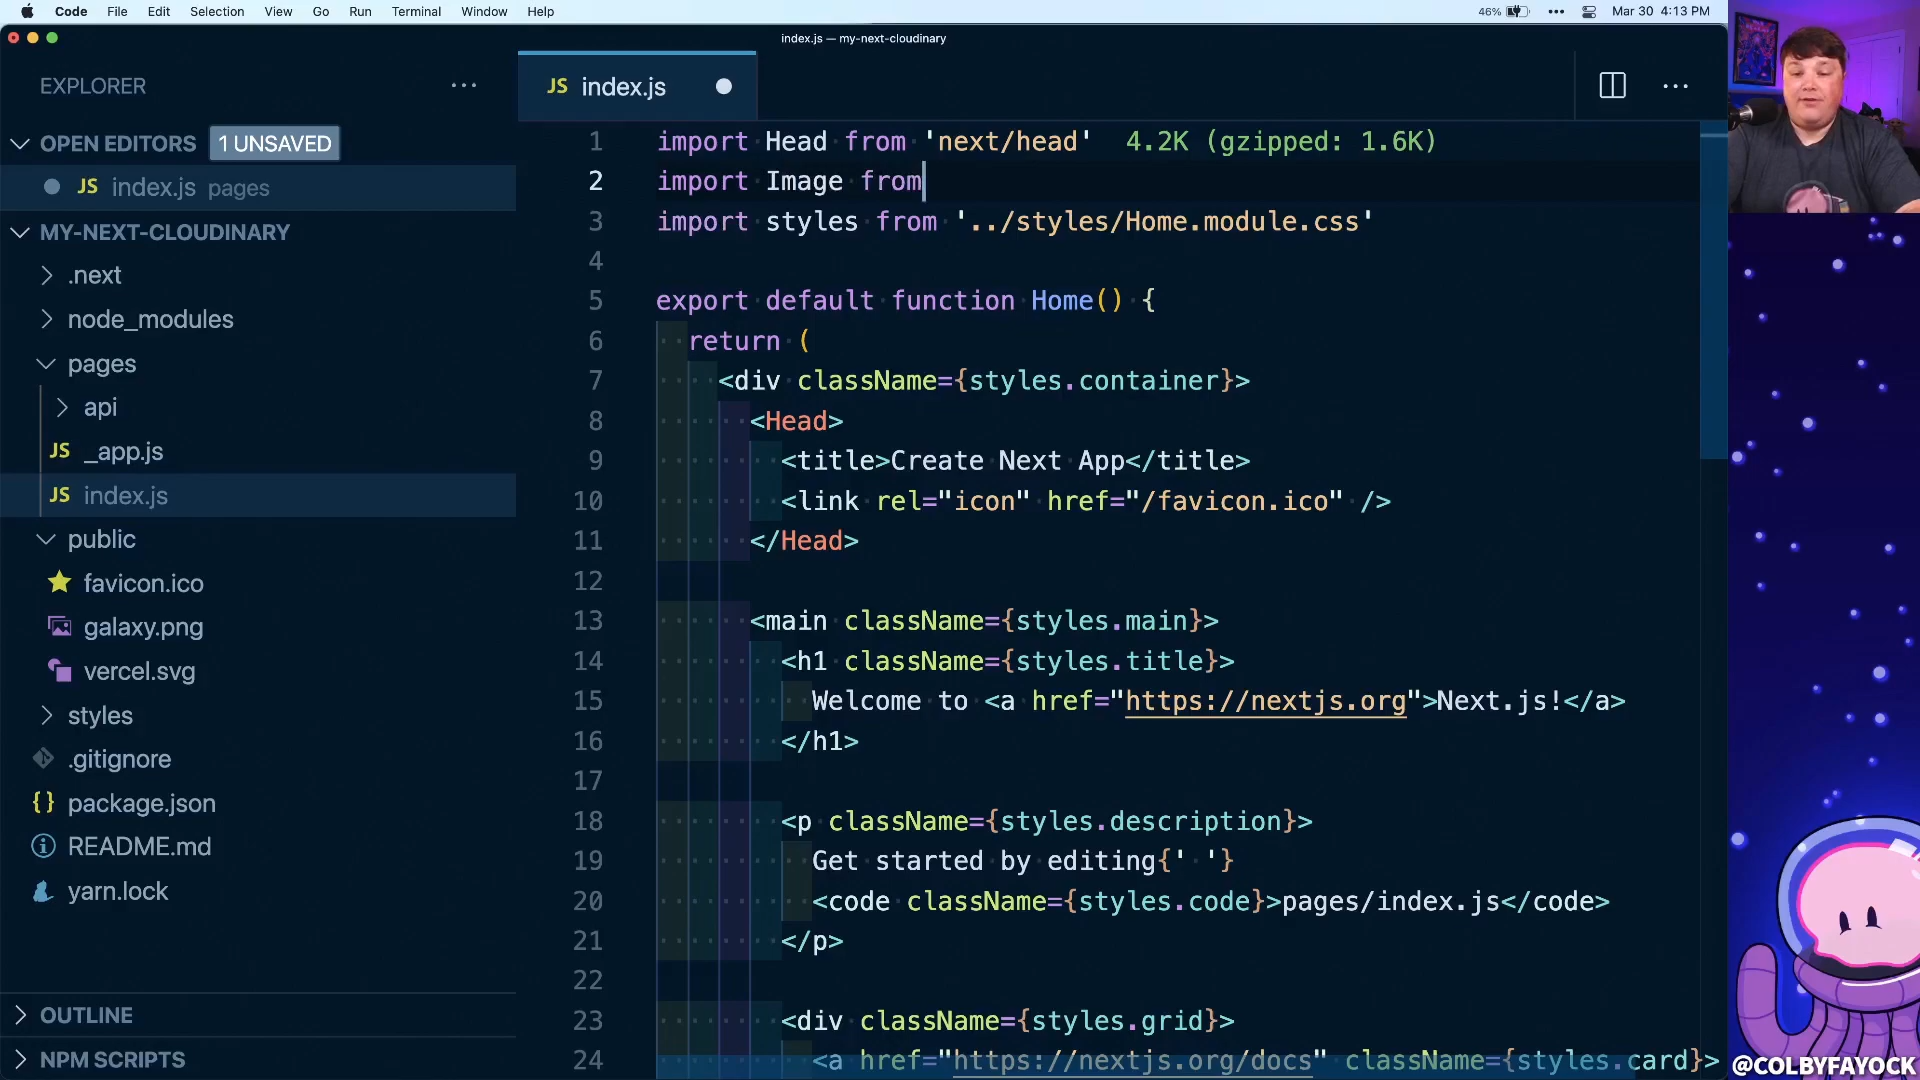 Code File Edit Selection View Go Run Terminal Window Help 46% Mar 30 4:13 PM
index.js — my-next-cloudinary
EXPLORER
OPEN EDITORS 1 UNSAVED
JS index.js pages
MY-NEXT-CLOUDINARY
.next
node_modules
pages
api
JS _app.js
JS index.js
public
favicon.ico
galaxy.png
vercel.svg
styles
.gitignore
{} package.json
README.md
yarn.lock
OUTLINE
NPM SCRIPTS
JS index.js
1 import Head from 'next/head' 4.2K (gzipped: 1.6K)
2 import Image from
3 import styles from '../styles/Home.module.css'
4
5 export default function Home() {
6 return (
7 <div className={styles.container}>
8 <Head>
9 <title>Create Next App</title>
10 <link rel="icon" href="/favicon.ico" />
11 </Head>
12
13 <main className={styles.main}>
14 <h1 className={styles.title}>
15 Welcome to <a href="https://nextjs.org">Next.js!</a>
16 </h1>
17
18 <p className={styles.description}>
19 Get started by editing{' '}
20 <code className={styles.code}>pages/index.js</code>
21 </p>
22
23 <div className={styles.grid}>
24 <a href="https://nextjs.org/docs" className={styles.card}>
@COLBYFAYOCK